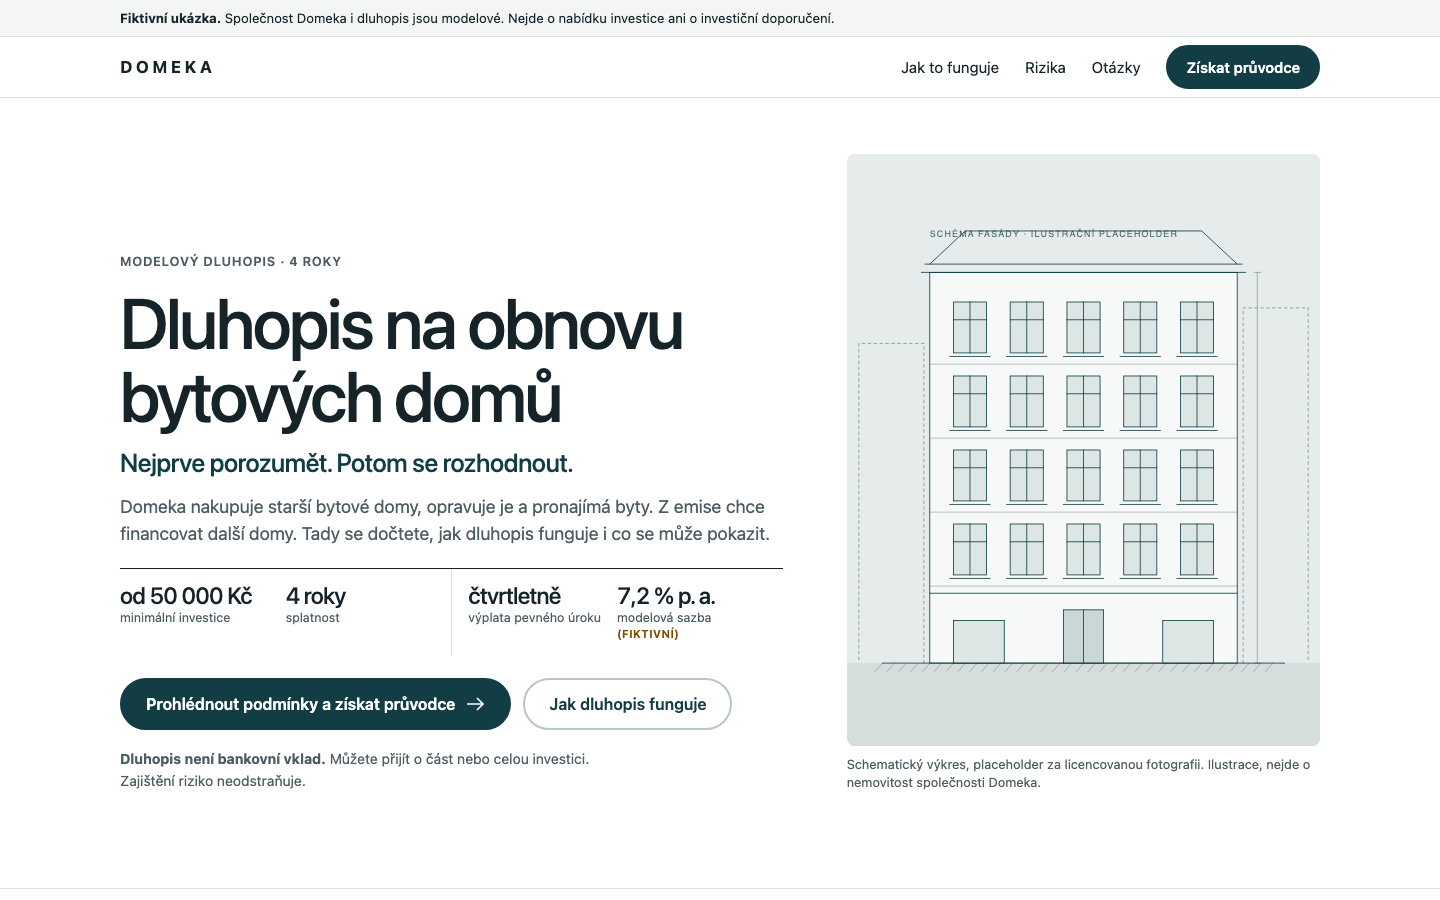 Fiktivní ukázka. Společnost Domeka i dluhopis jsou modelové. Nejde o nabídku investice ani o investiční doporučení.
DOMEKA
Jak to funguje
Rizika
Otázky
Získat průvodce
MODELOVÝ DLUHOPIS · 4 ROKY
Dluhopis na obnovu
bytových domů
Nejprve porozumět. Potom se rozhodnout.
Domeka nakupuje starší bytové domy, opravuje je a pronajímá byty. Z emise chce
financovat další domy. Tady se dočtete, jak dluhopis funguje i co se může pokazit.
od 50 000 Kč
minimální investice
4 roky
splatnost
čtvrtletně
výplata pevného úroku
7,2 % p. a.
modelová sazba
(FIKTIVNÍ)
Prohlédnout podmínky a získat průvodce →
Jak dluhopis funguje
Dluhopis není bankovní vklad. Můžete přijít o část nebo celou investici.
Zajištění riziko neodstraňuje.
SCHÉMA FASÁDY · ILUSTRAČNÍ PLACEHOLDER
Schematický výkres, placeholder za licencovanou fotografii. Ilustrace, nejde o
nemovitost společnosti Domeka.